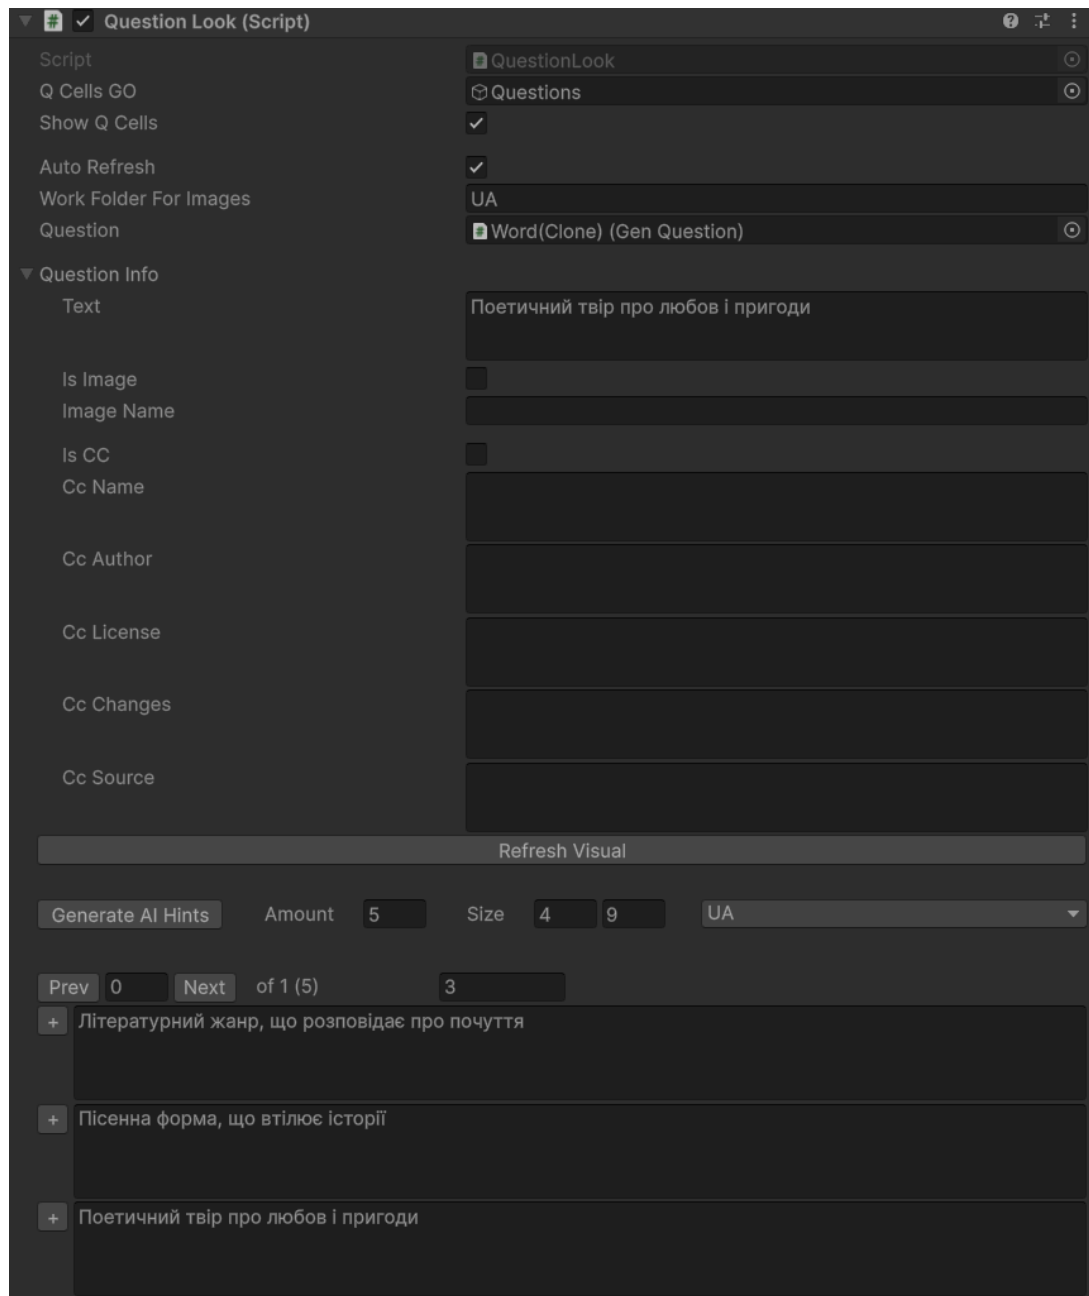 Question Look (Script)
Script QuestionLook
Q Cells GO Questions
Show Q Cells
Auto Refresh
Work Folder For Images UA
Question Word(Clone) (Gen Question)
Question Info
Text Поетичний твір про любов і пригоди
Is Image
Image Name
Is CC
Cc Name
Cc Author
Cc License
Cc Changes
Cc Source
Refresh Visual
Generate AI Hints Amount 5 Size 4 9 UA
Prev 0 Next of 1 (5) 3
+ Літературний жанр, що розповідає про почуття
+ Пісенна форма, що втілює історії
+ Поетичний твір про любов і пригоди